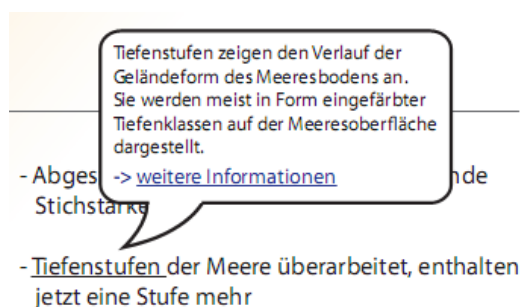 Tiefenstufen zeigen den Verlauf der
Geländeform des Meeresbodens an.
Sie werden meist in Form eingefärbter
Tiefenklassen auf der Meeresoberfläche
dargestellt.
-> weitere Informationen
- Abges nde
Stichstärke
- Tiefenstufen der Meere überarbeitet, enthalten
jetzt eine Stufe mehr